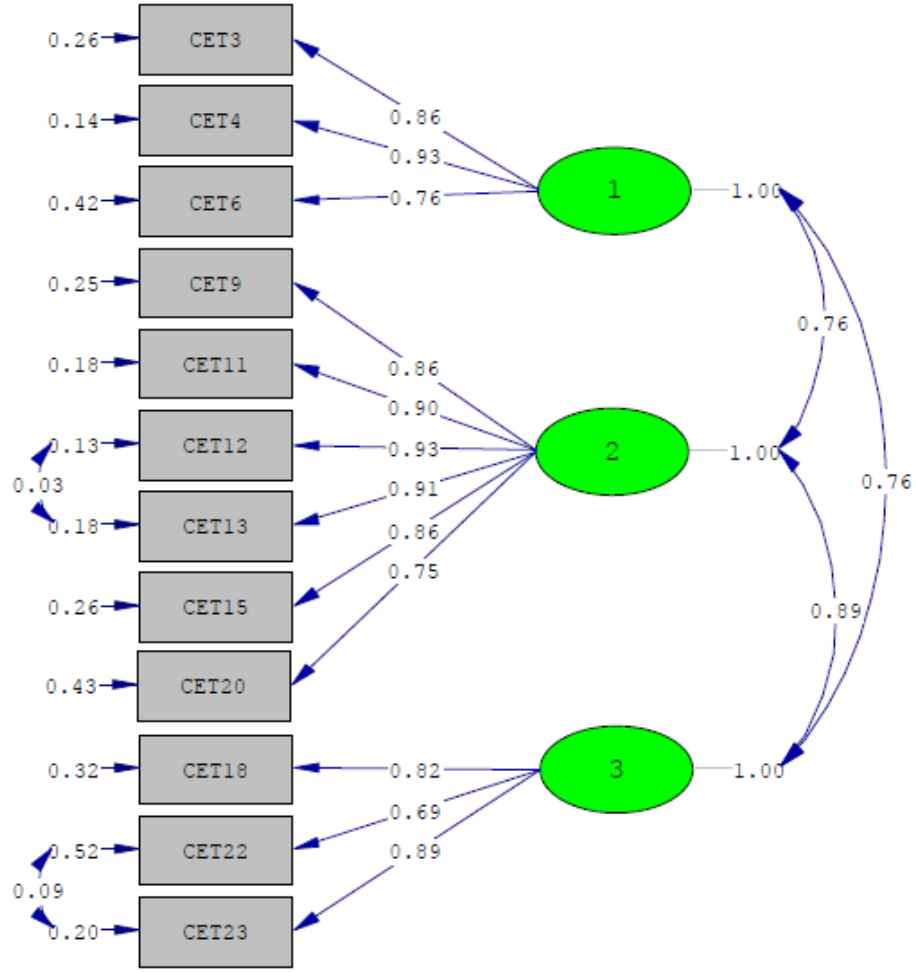 0.26 CET3
0.86
0.14 CET4
0.93
0.42 CET6 0.76 1 1.00
0.25 CET9
0.76
0.18 CET11 0.86
0.90
0.13 CET12 0.93 2 1.00
0.03 0.91 0.76
0.18 CET13
0.86
0.75
0.26 CET15 0.89
0.43 CET20
0.32 CET18 0.82 3 1.00
0.69
0.52 CET22 0.89
0.09
0.20 CET23